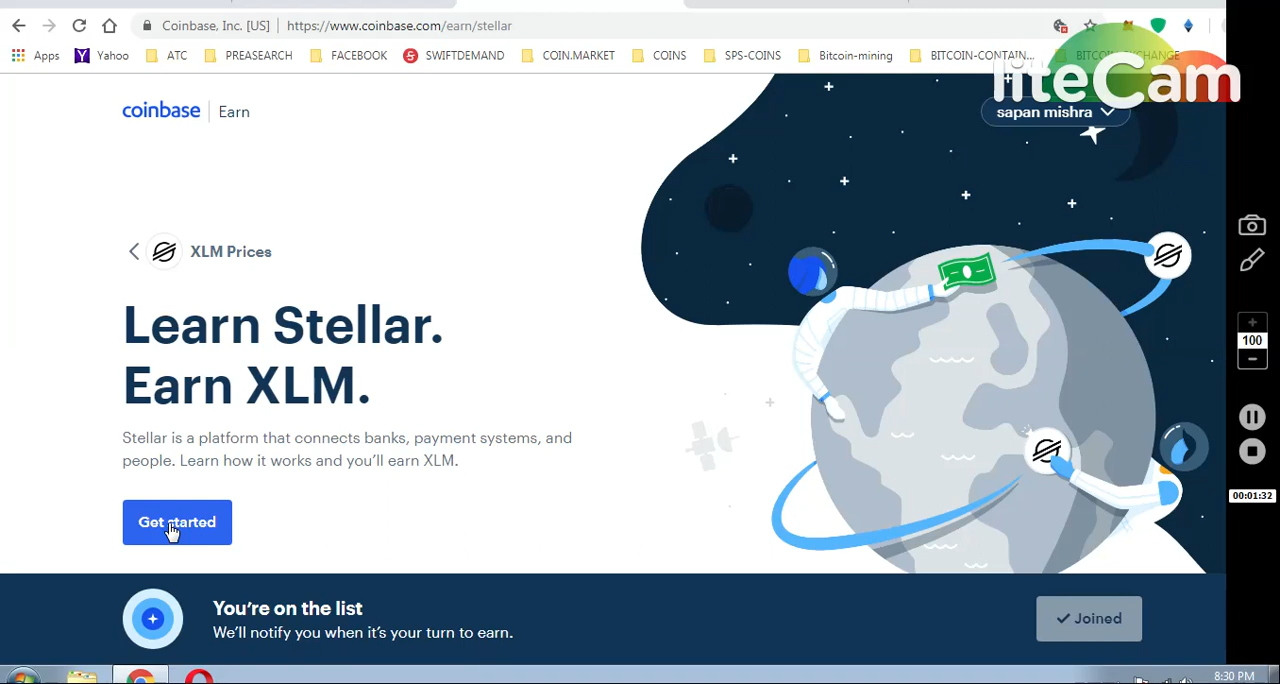 Coinbase, Inc. [US] | https://www.coinbase.com/earn/stellar
Apps Yahoo ATC PREASEARCH FACEBOOK SWIFTDEMAND COIN.MARKET COINS SPS-COINS Bitcoin-mining BITCOIN-CONTAIN... BITCOIN-EXCHANGE
liteCam
coinbase | Earn
sapan mishra
XLM Prices
Learn Stellar.
Earn XLM.
Stellar is a platform that connects banks, payment systems, and
people. Learn how it works and you'll earn XLM.
Get started
You're on the list
We'll notify you when it's your turn to earn.
Joined
100
00:01:32
8:30 PM